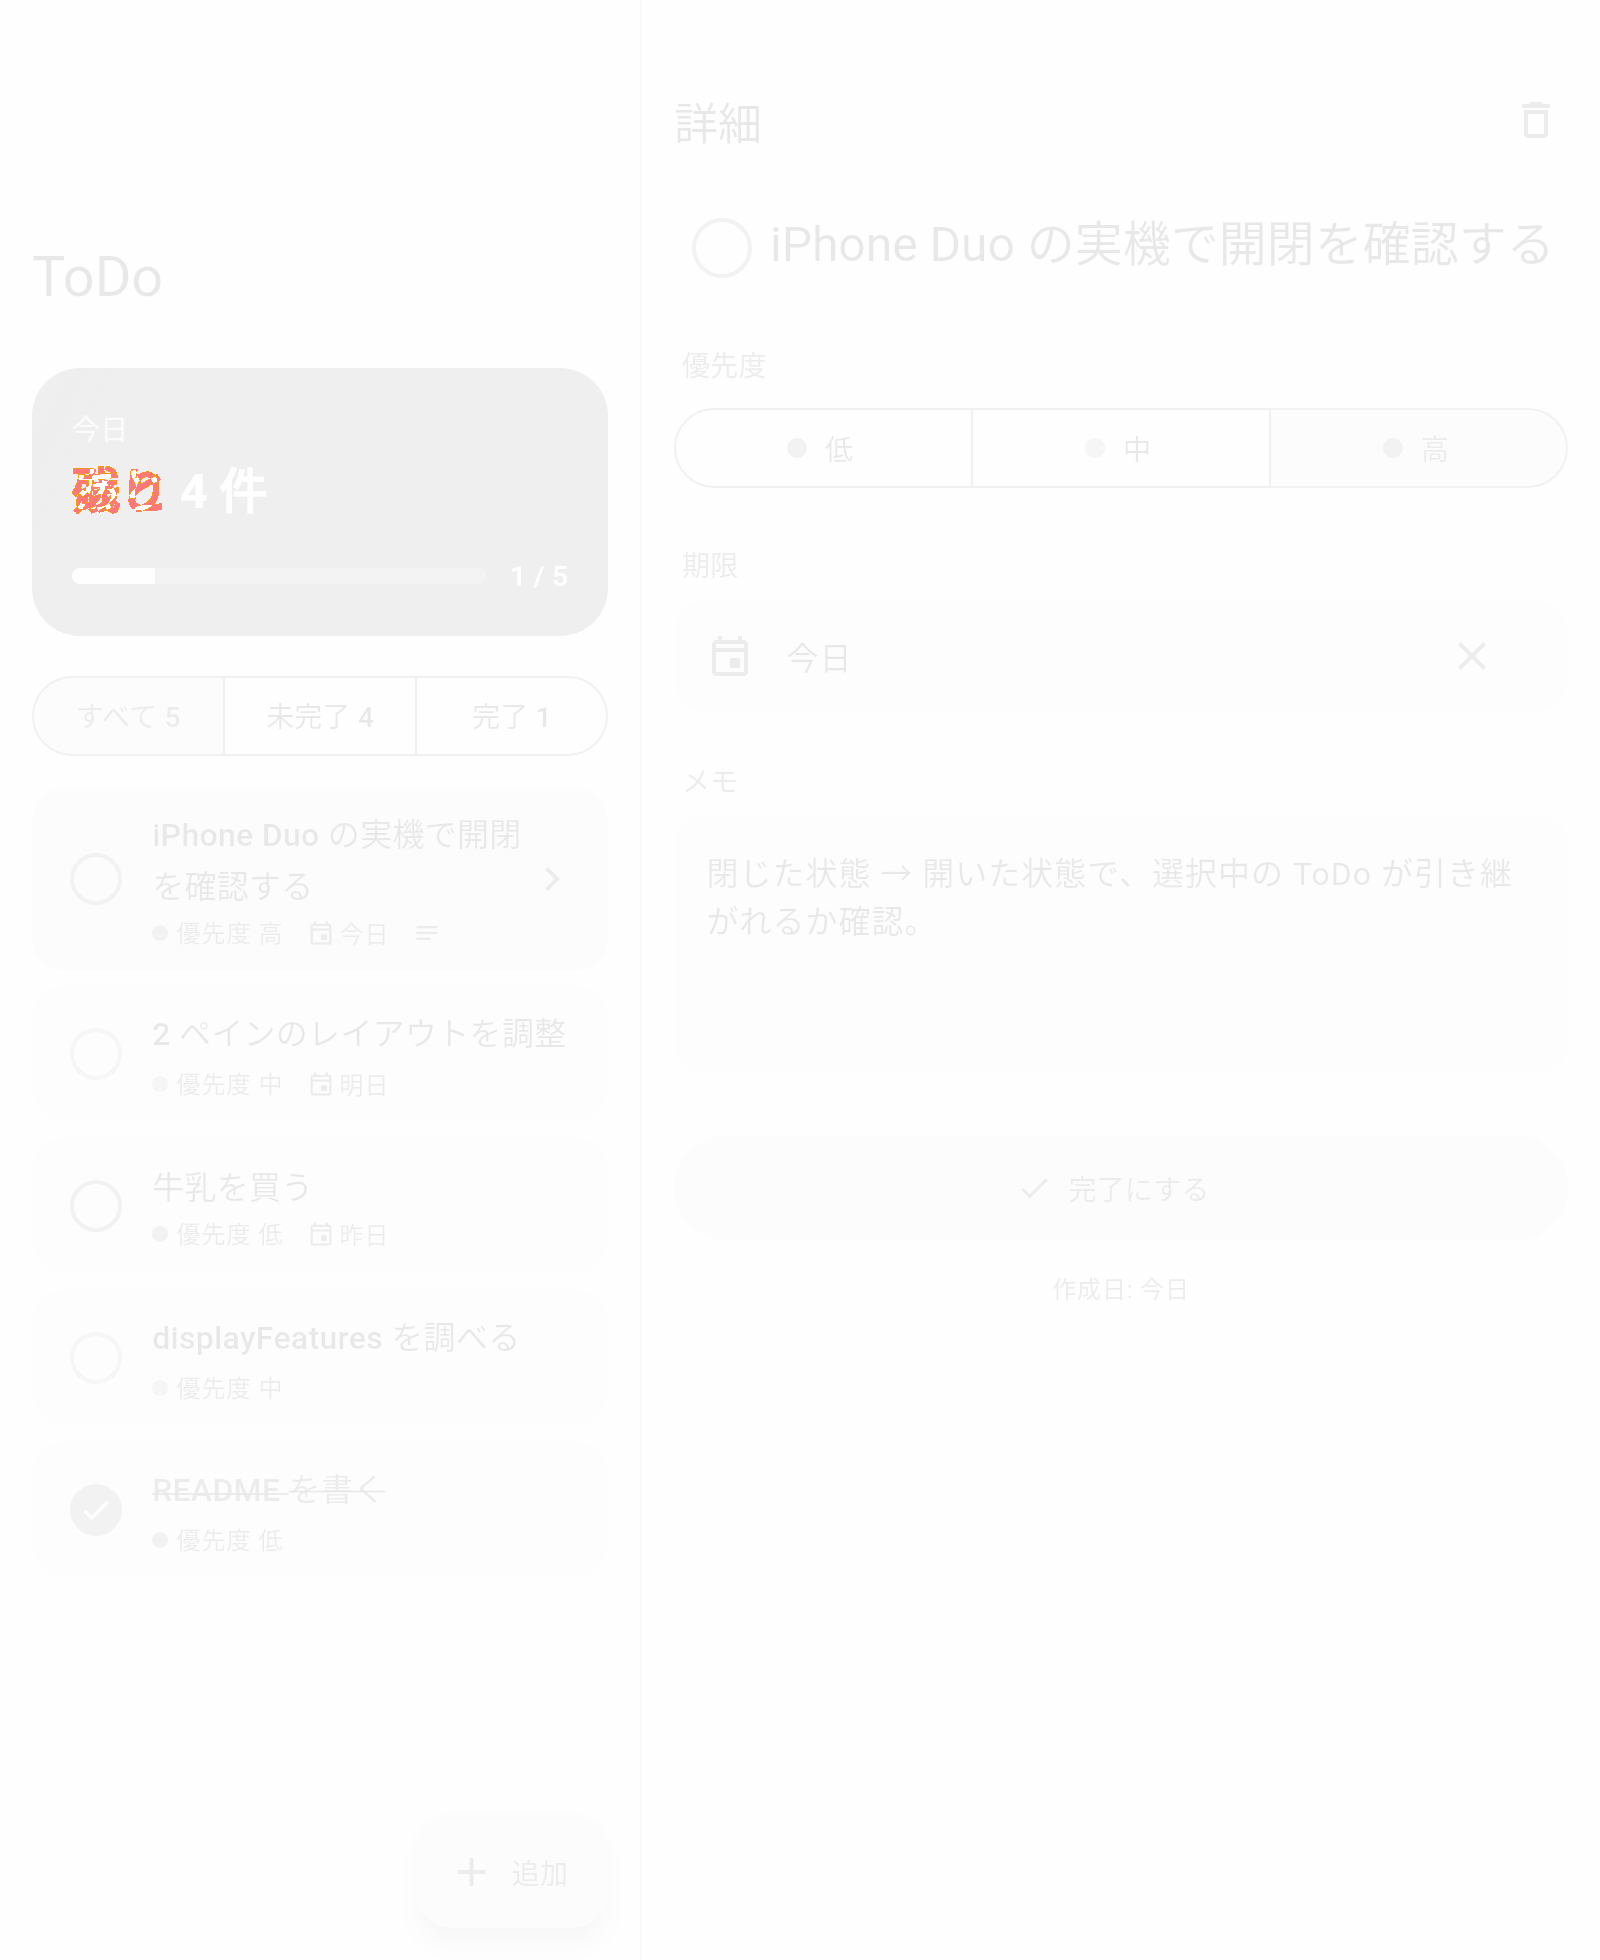 ToDo
今日
残り 4 件
1 / 5
すべて 5
未完了 4
完了 1
iPhone Duo の実機で開閉
を確認する
優先度 高 今日
2 ペインのレイアウトを調整
優先度 中 明日
牛乳を買う
優先度 低 昨日
displayFeatures を調べる
優先度 中
README を書く
優先度 低
追加
詳細
iPhone Duo の実機で開閉を確認する
優先度
低
中
高
期限
今日
メモ
閉じた状態 → 開いた状態で、選択中の ToDo が引き継
がれるか確認。
完了にする
作成日: 今日